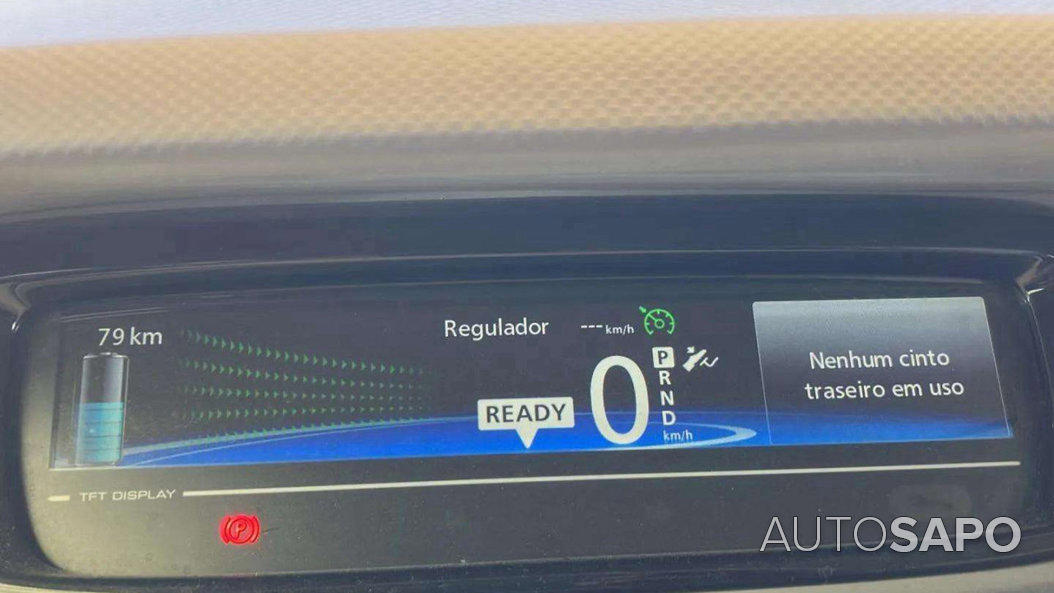 79 km
Regulador --- km/h
Nenhum cinto
traseiro em uso
READY
0
km/h
P
R
N
D
TFT DISPLAY
P
AUTOSAPO